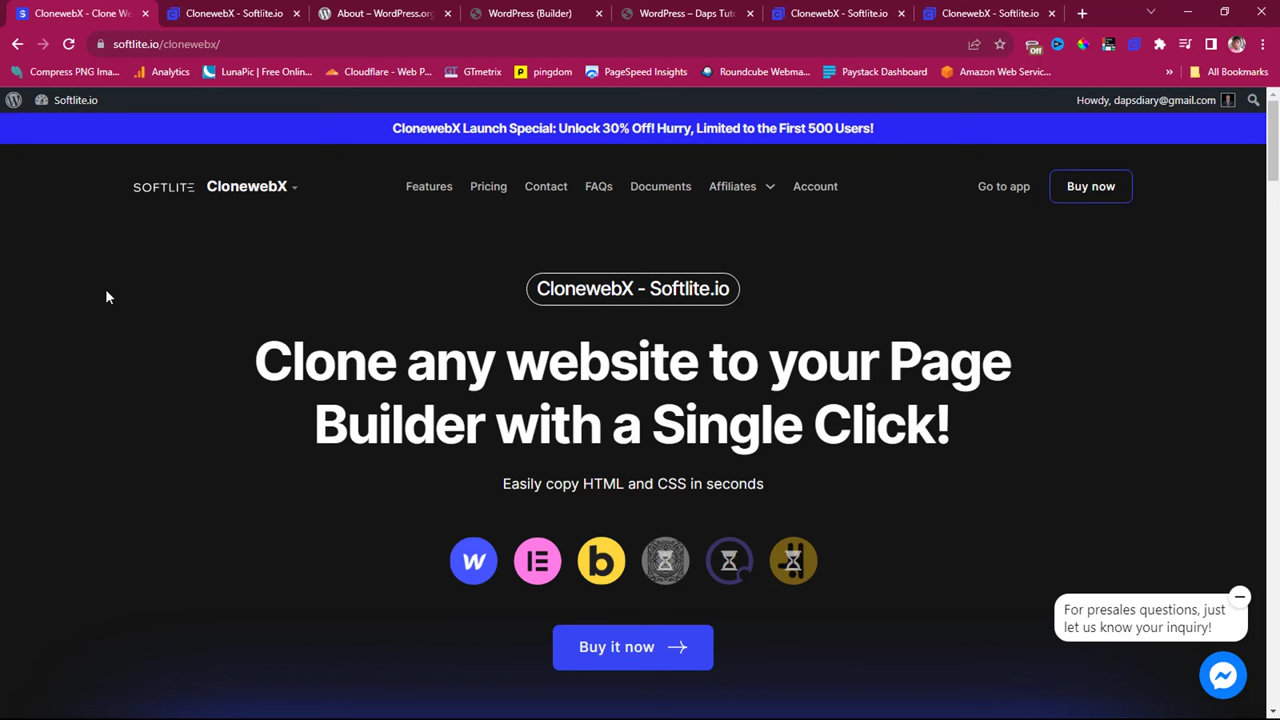 ClonewebX - Clone We
ClonewebX - Softlite.io
About – WordPress.org
WordPress (Builder)
WordPress – Daps Tuto
ClonewebX - Softlite.io
ClonewebX - Softlite.io
softlite.io/clonewebx/
Off
Compress PNG Ima...
Analytics
LunaPic | Free Onlin...
Cloudflare - Web P...
GTmetrix
pingdom
PageSpeed Insights
Roundcube Webma...
Paystack Dashboard
Amazon Web Servic...
»
All Bookmarks
Softlite.io
Howdy, dapsdiary@gmail.com
ClonewebX Launch Special: Unlock 30% Off! Hurry, Limited to the First 500 Users!
SOFTLITE ClonewebX
Features
Pricing
Contact
FAQs
Documents
Affiliates
Account
Go to app
Buy now
ClonewebX - Softlite.io
Clone any website to your Page
Builder with a Single Click!
Easily copy HTML and CSS in seconds
Buy it now
For presales questions, just
let us know your inquiry!